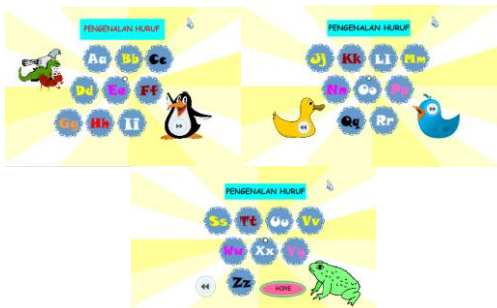 PENGENALAN HURUF
Aa Bb Cc
Dd Ee Ff
Gg Hh Ii
PENGENALAN HURUF
Jj Kk Ll Mm
Nn Oo Pp
Qq Rr
PENGENALAN HURUF
Ss Tt Uu Vv
Ww Xx Yy
Zz
HOME